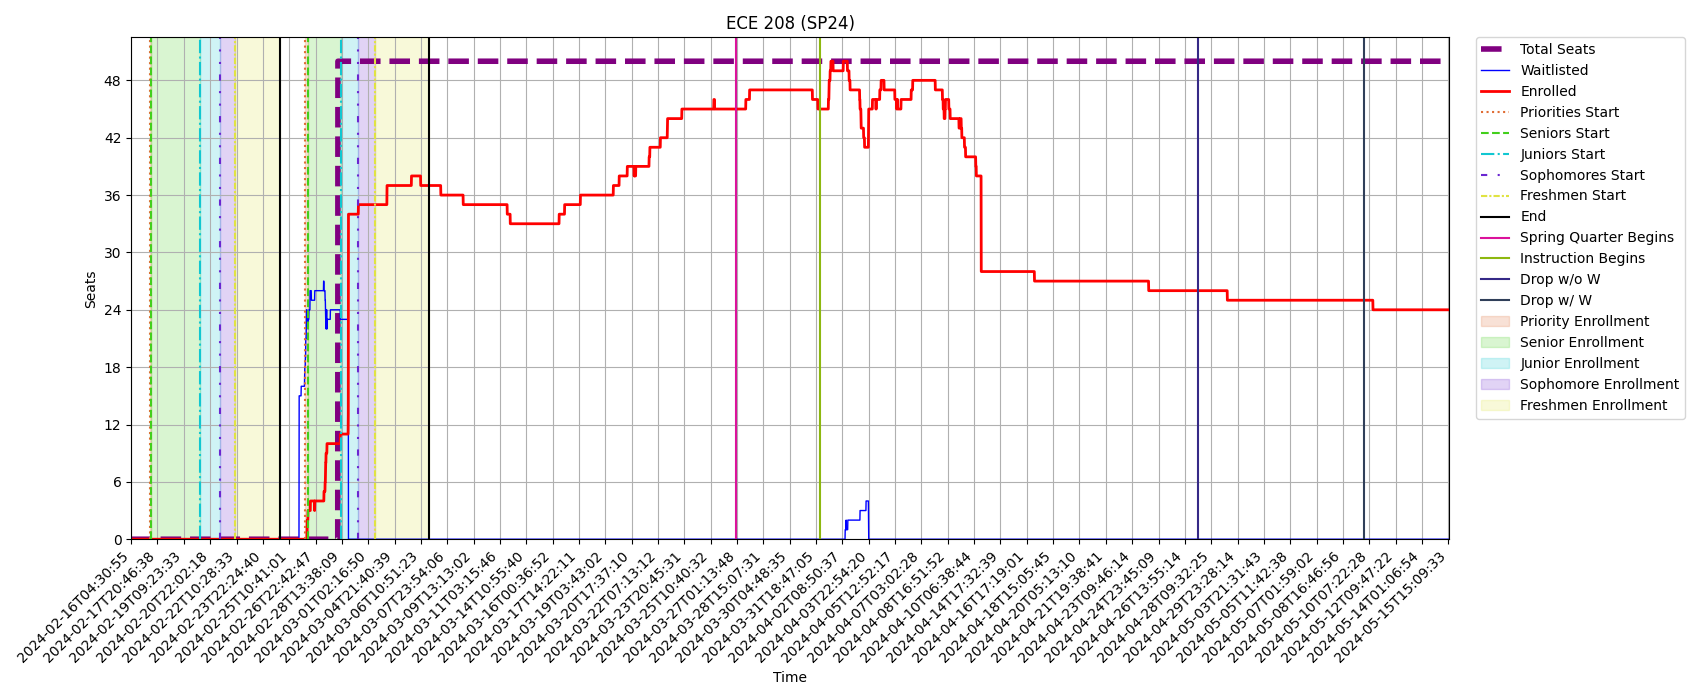 ECE 208 (SP24)
Seats
48
42
36
30
24
18
12
6
0
2024-02-16T04:30:55
2024-02-17T20:46:38
2024-02-19T09:23:33
2024-02-20T22:02:18
2024-02-22T10:28:33
2024-02-23T22:24:40
2024-02-25T10:41:01
2024-02-26T22:42:47
2024-02-28T13:38:09
2024-03-01T02:16:50
2024-03-04T21:40:39
2024-03-06T10:51:23
2024-03-07T23:54:06
2024-03-11T03:13:02
2024-03-13T03:15:46
2024-03-14T10:55:40
2024-03-16T00:36:52
2024-03-17T14:22:11
2024-03-19T03:43:02
2024-03-20T17:37:10
2024-03-22T07:13:12
2024-03-23T20:45:31
2024-03-25T10:40:32
2024-03-27T01:13:48
2024-03-28T15:07:31
2024-03-30T04:48:35
2024-03-31T18:47:05
2024-04-02T08:50:37
2024-04-03T22:54:20
2024-04-05T12:52:17
2024-04-07T03:02:28
2024-04-08T16:51:52
2024-04-10T06:38:44
2024-04-14T17:32:39
2024-04-16T17:19:01
2024-04-18T15:05:45
2024-04-20T05:13:10
2024-04-21T19:38:41
2024-04-23T09:46:14
2024-04-24T23:45:09
2024-04-26T13:55:14
2024-04-28T09:32:25
2024-04-29T23:28:14
2024-05-03T21:31:43
2024-05-05T11:42:38
2024-05-07T01:59:02
2024-05-08T16:46:56
2024-05-10T07:22:28
2024-05-12T09:47:22
2024-05-14T01:06:54
2024-05-15T15:09:33
Time
Total Seats
Waitlisted
Enrolled
Priorities Start
Seniors Start
Juniors Start
Sophomores Start
Freshmen Start
End
Spring Quarter Begins
Instruction Begins
Drop w/o W
Drop w/ W
Priority Enrollment
Senior Enrollment
Junior Enrollment
Sophomore Enrollment
Freshmen Enrollment